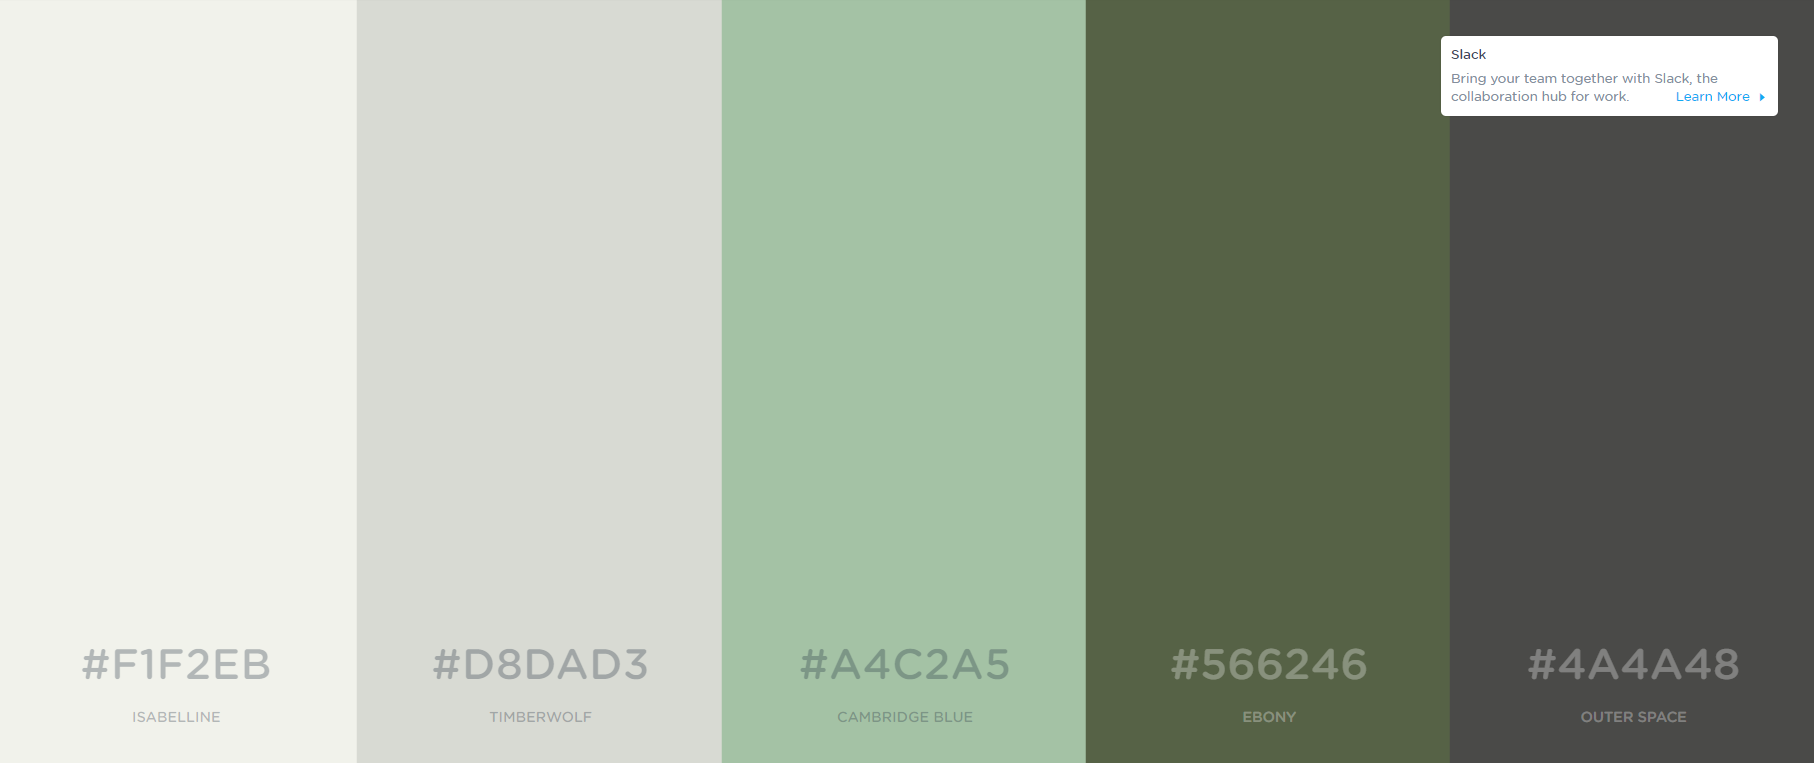 Slack
Bring your team together with Slack, the
collaboration hub for work.
Learn More
#F1F2EB
ISABELLINE
#D8DAD3
TIMBERWOLF
#A4C2A5
CAMBRIDGE BLUE
#566246
EBONY
#4A4A48
OUTER SPACE